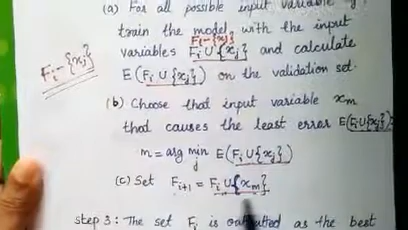 (a) For all possible input variable
train the model with the input
Fi-{xj}
variables Fi U {xj} and calculate
Fi-{xj}
E(Fi U {xj}) on the validation set.
(b) Choose that input variable xm
that causes the least error E(Fi U {xj})
m = arg min E(Fi U {xj})
j
(c) Set Fi+1 = Fi U {xm}.
step 3: The set Fi is as the best